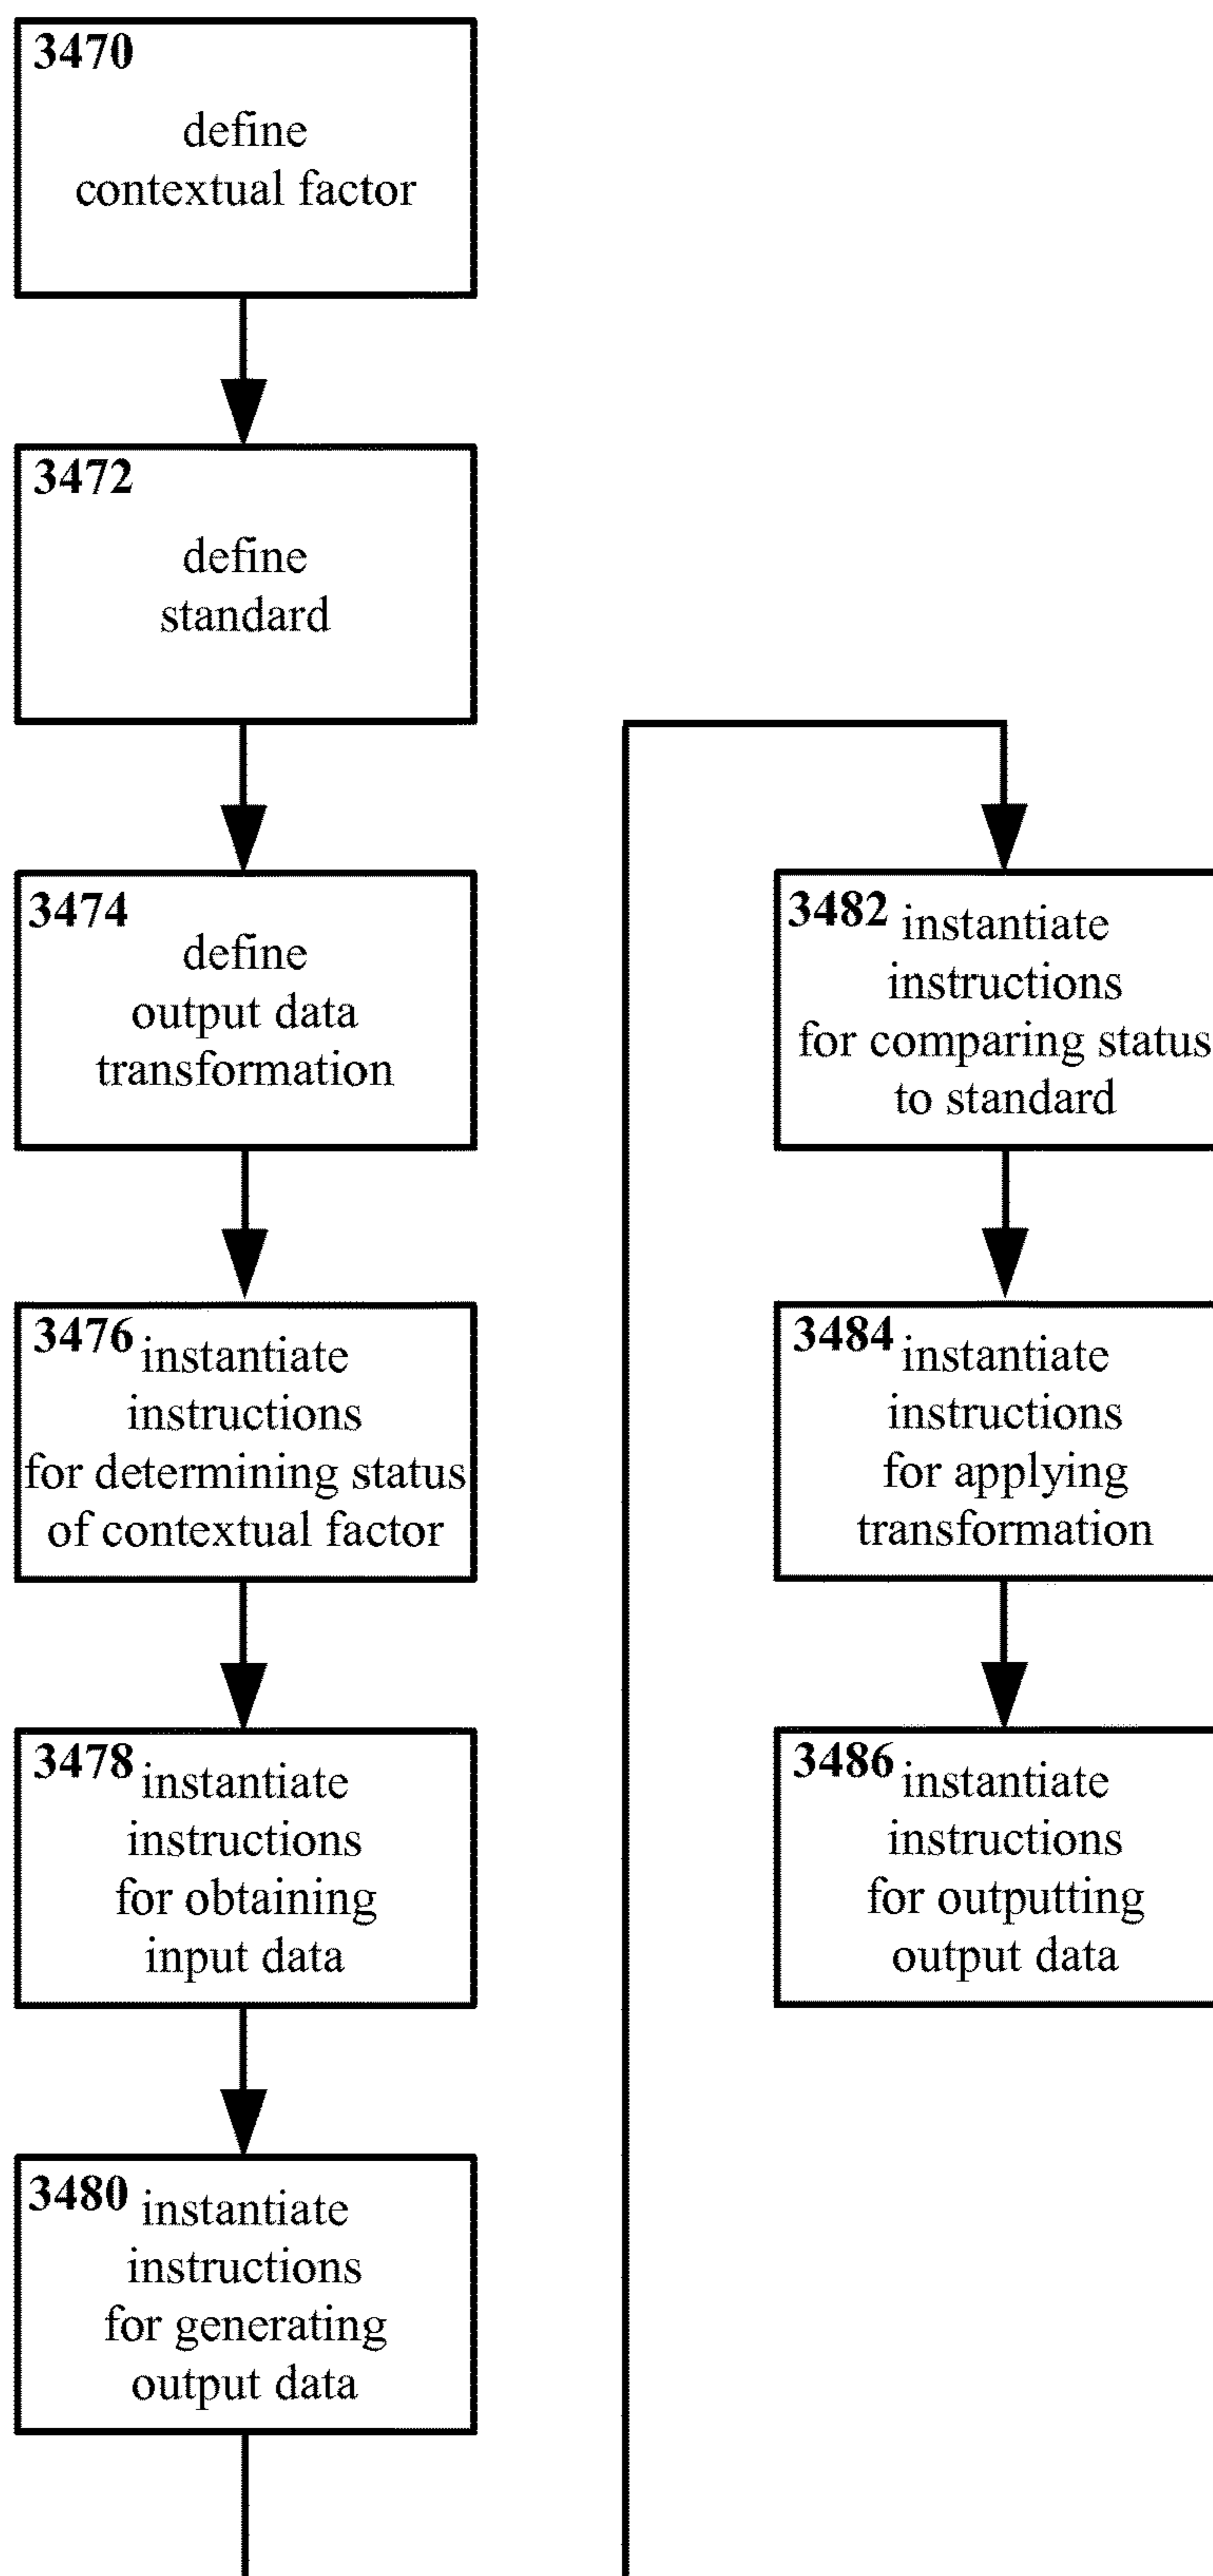 3470
define
contextual factor
3472
define
standard
3474
define
output data
transformation
3476 instantiate
instructions
for determining status
of contextual factor
3478 instantiate
instructions
for obtaining
input data
3480 instantiate
instructions
for generating
output data
3482 instantiate
instructions
for comparing status
to standard
3484 instantiate
instructions
for applying
transformation
3486 instantiate
instructions
for outputting
output data